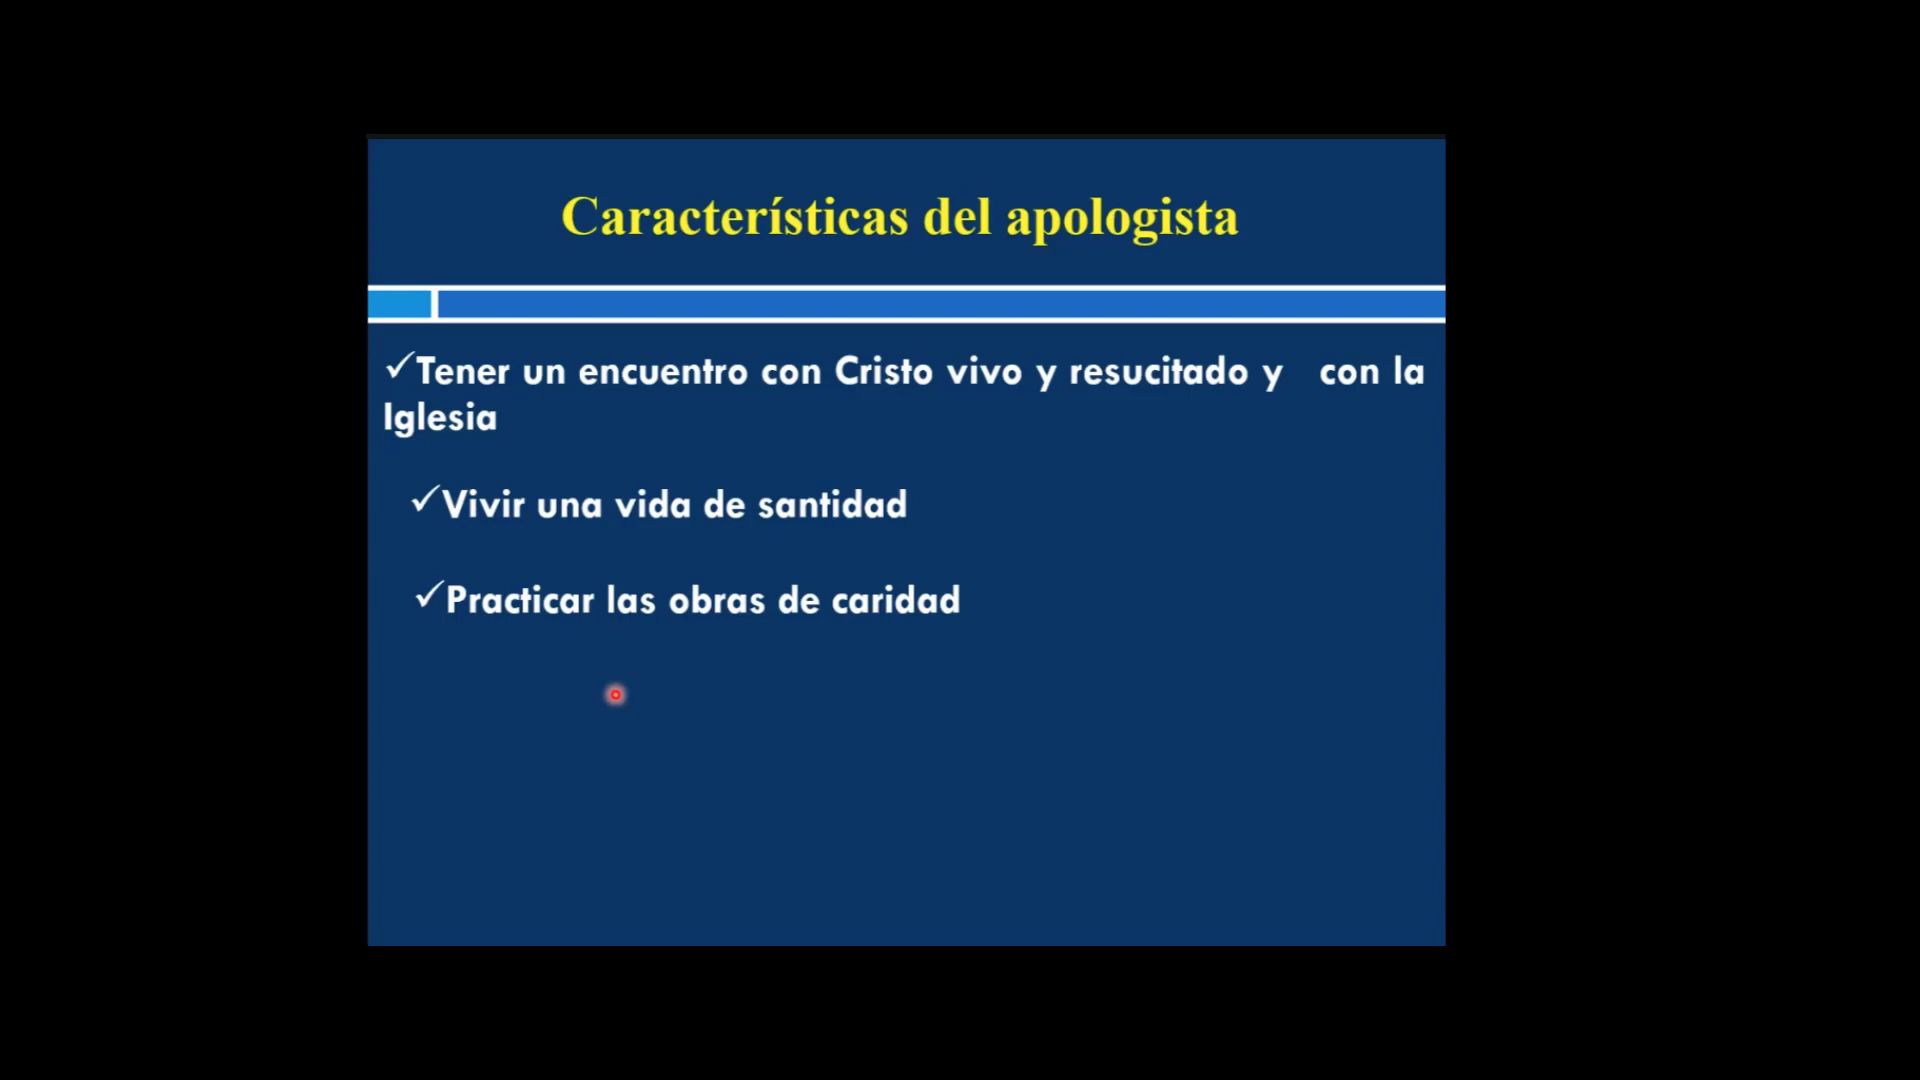 Características del apologista
✓Tener un encuentro con Cristo vivo y resucitado y con la
Iglesia
✓Vivir una vida de santidad
✓Practicar las obras de caridad